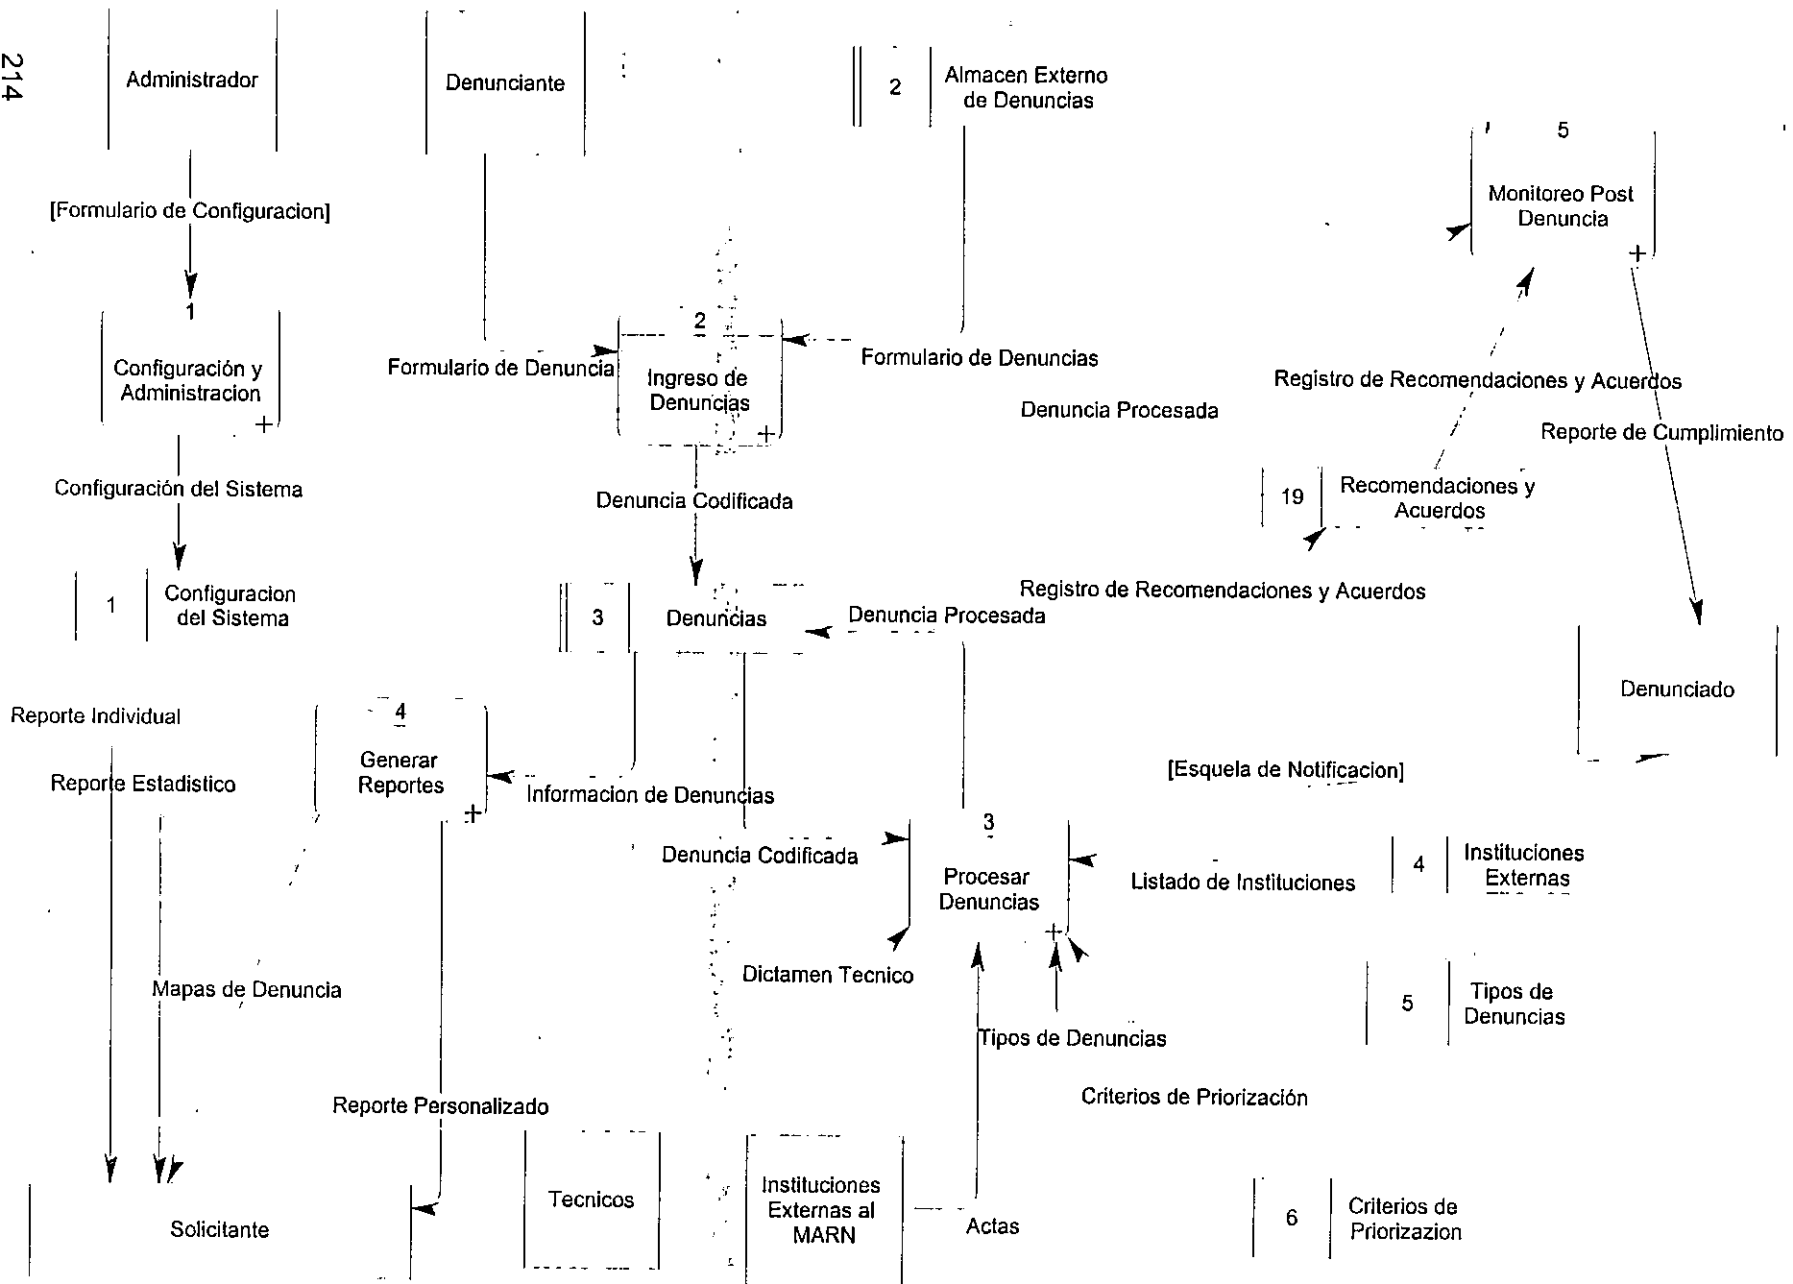 214
Administrador
Denunciante
2
Almacen Externo
de Denuncias
5
Monitoreo Post
Denuncia
+
[Formulario de Configuracion]
1
Configuración y
Administracion
+
2
Ingreso de
Denuncias
+
Formulario de Denuncia
Formulario de Denuncias
Registro de Recomendaciones y Acuerdos
Denuncia Procesada
Reporte de Cumplimiento
Configuración del Sistema
Denuncia Codificada
19
Recomendaciones y
Acuerdos
1
Configuracion
del Sistema
3
Denuncias
Denuncia Procesada
Registro de Recomendaciones y Acuerdos
Denunciado
Reporte Individual
4
Generar
Reportes
+
Reporte Estadistico
Informacion de Denuncias
[Esquela de Notificacion]
3
Procesar
Denuncias
+
Denuncia Codificada
Listado de Instituciones
4
Instituciones
Externas
Dictamen Tecnico
Mapas de Denuncia
5
Tipos de
Denuncias
Tipos de Denuncias
Criterios de Priorización
Reporte Personalizado
Solicitante
Tecnicos
Instituciones
Externas al
MARN
Actas
6
Criterios de
Priorizazion